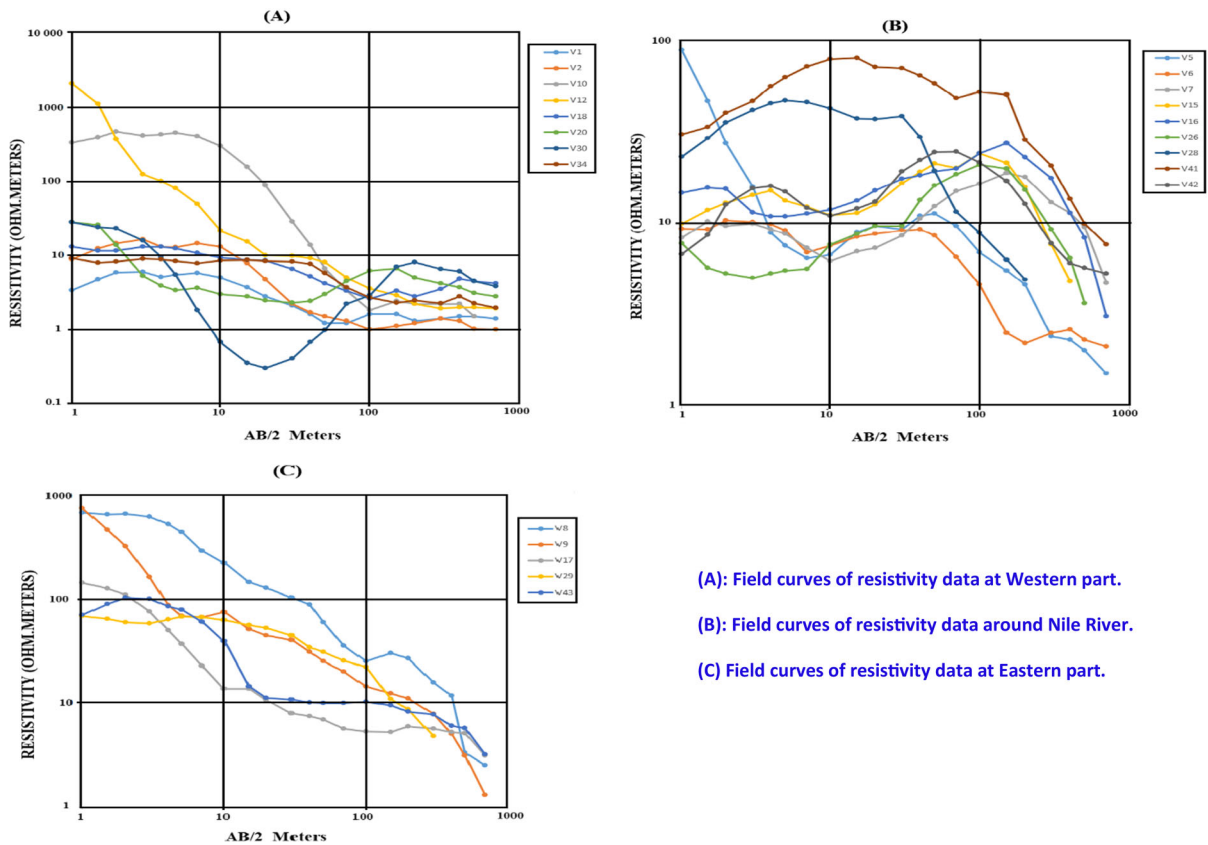 (A)
RESISTIVITY (OHM.METERS)
10 000
1000
100
10
1
0.1
1
10
100
1000
AB/2 Meters
V1
V2
V10
V12
V18
V20
V30
V34
(B)
RESISTIVITY (OHM.METERS)
100
10
1
1
10
100
1000
AB/2 Meters
V5
V6
V7
V15
V16
V26
V28
V41
V42
(C)
RESISTIVITY (OHM.METERS)
1000
100
10
1
1
10
100
1000
AB/2 Meters
V8
V9
V17
V29
V43
(A): Field curves of resistivity data at Western part.
(B): Field curves of resistivity data around Nile River.
(C) Field curves of resistivity data at Eastern part.